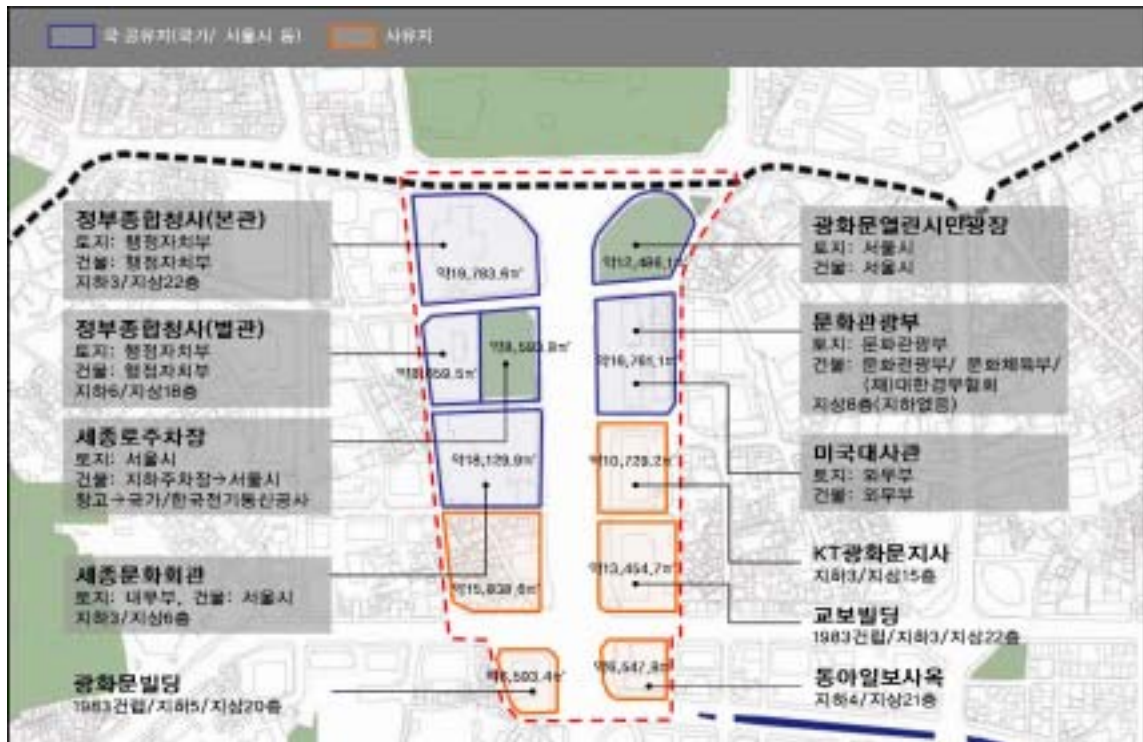 국·공유지(국가/ 서울시 등)
사유지
정부종합청사(본관)
토지: 행정자치부
건물: 행정자치부
지하3/지상22층
정부종합청사(별관)
토지: 행정자치부
건물: 행정자치부
지하6/지상18층
세종로주차장
토지: 서울시
건물: 지하주차장→서울시
창고→국가/한국전기통신공사
세종문화회관
토지: 내무부, 건물: 서울시
지하3/지상6층
광화문빌딩
1983건립/지하5/지상20층
약19,783.6㎡
약18,129.9㎡
약15,838.6㎡
약12,486.1㎡
약16,761.1㎡
약10,729.2㎡
약13,454.7㎡
약6,547.8㎡
광화문열린시민광장
토지: 서울시
건물: 서울시
문화관광부
토지: 문화관광부
건물: 문화관광부/ 문화체육부/
지상8층(지하없음)
미국대사관
토지: 외무부
건물: 외무부
KT광화문지사
지하3/지상15층
교보빌딩
1983건립/지하3/지상22층
동아일보사옥
지하4/지상21층